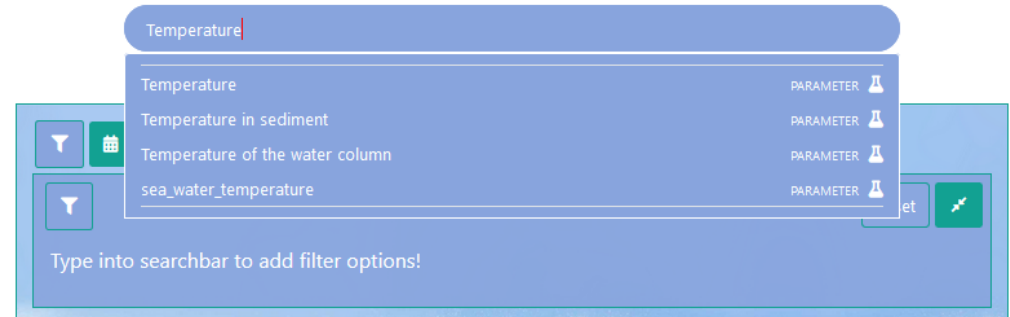 Temperature
Temperature PARAMETER
Temperature in sediment PARAMETER
Temperature of the water column PARAMETER
sea_water_temperature PARAMETER
et
Type into searchbar to add filter options!